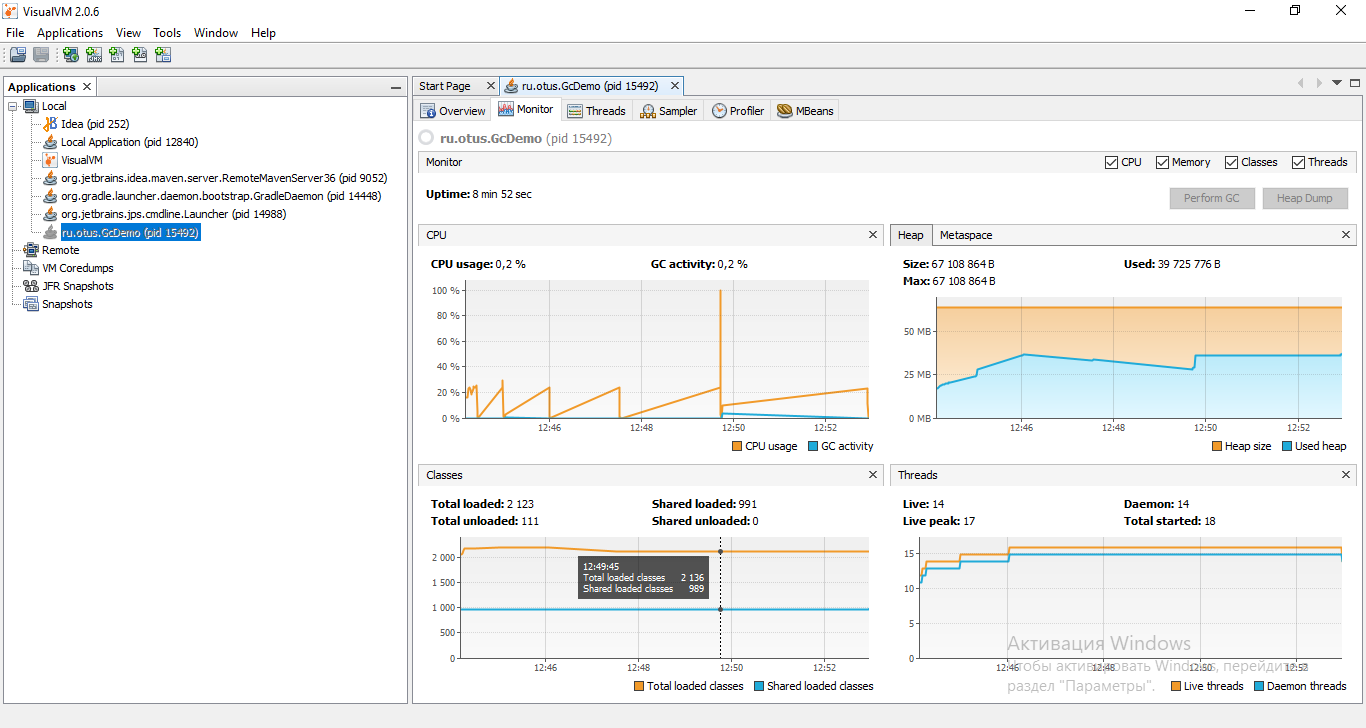 VisualVM 2.0.6
File Applications View Tools Window Help
Applications
Local
Idea (pid 252)
Local Application (pid 12840)
VisualVM
org.jetbrains.idea.maven.server.RemoteMavenServer36 (pid 9052)
org.gradle.launcher.daemon.bootstrap.GradleDaemon (pid 14448)
org.jetbrains.jps.cmdline.Launcher (pid 14988)
ru.otus.GcDemo (pid 15492)
Remote
VM Coredumps
JFR Snapshots
Snapshots
Start Page ru.otus.GcDemo (pid 15492)
Overview Monitor Threads Sampler Profiler MBeans
ru.otus.GcDemo (pid 15492)
Monitor CPU Memory Classes Threads
Uptime: 8 min 52 sec Perform GC Heap Dump
CPU
CPU usage: 0,2 % GC activity: 0,2 %
100 %
80 %
60 %
40 %
20 %
0 %
12:46 12:48 12:50 12:52
CPU usage GC activity
Heap Metaspace
Size: 67 108 864 B Used: 39 725 776 B
Max: 67 108 864 B
50 MB
25 MB
0 MB
12:46 12:48 12:50 12:52
Heap size Used heap
Classes
Total loaded: 2 123 Shared loaded: 991
Total unloaded: 111 Shared unloaded: 0
2 000
1 500
1 000
500
0
12:49:45
Total loaded classes 2 136
Shared loaded classes 989
12:46 12:48 12:50 12:52
Total loaded classes Shared loaded classes
Threads
Live: 14 Daemon: 14
Live peak: 17 Total started: 18
15
10
5
0
12:46 12:48 12:50 12:52
Live threads Daemon threads
Активация Windows
Чтобы активировать Windows, перейдите в
раздел "Параметры".